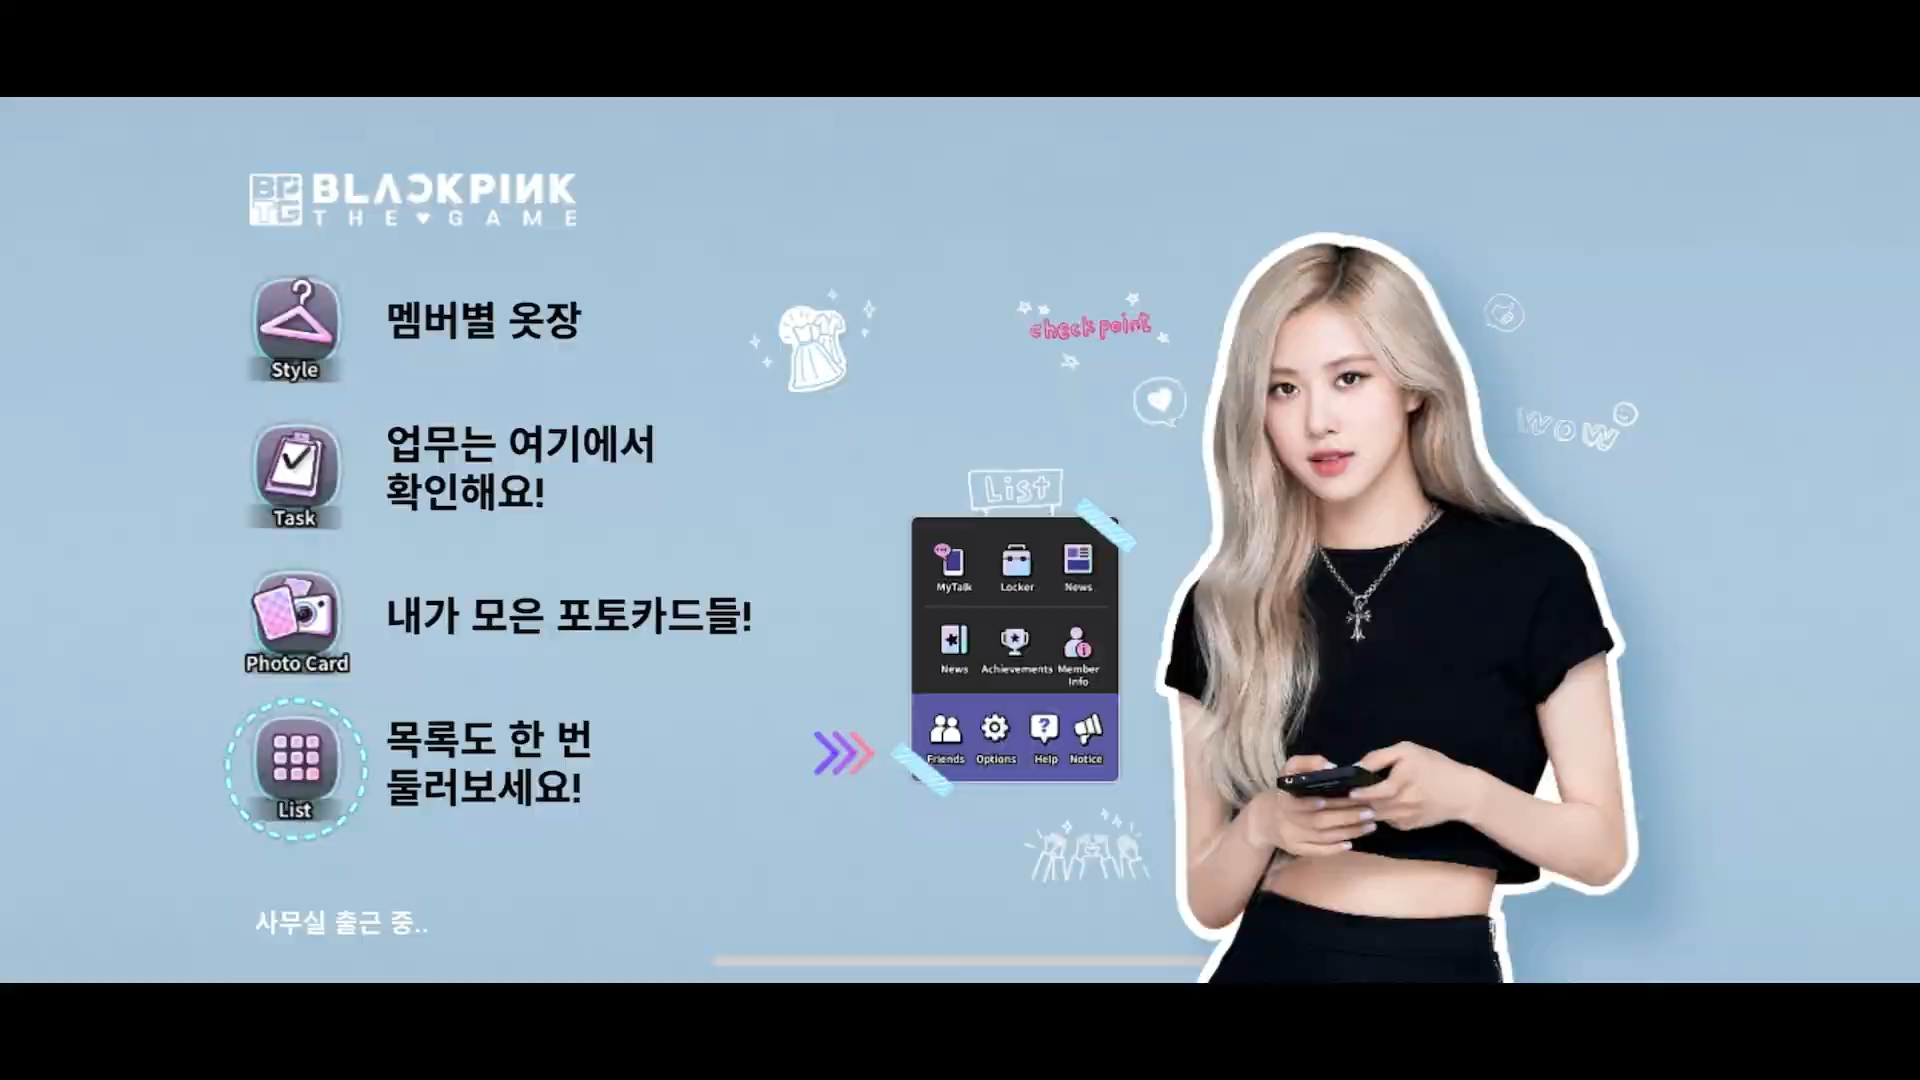 BPTG BLACKPINK
THE GAME
Style
멤버별 옷장
Task
업무는 여기에서
확인해요!
Photo Card
내가 모은 포토카드들!
List
목록도 한 번
둘러보세요!
사무실 출근 중..
check point
WOW
List
MyTalk Locker News
News Achievements Member
Info
Friends Options Help Notice